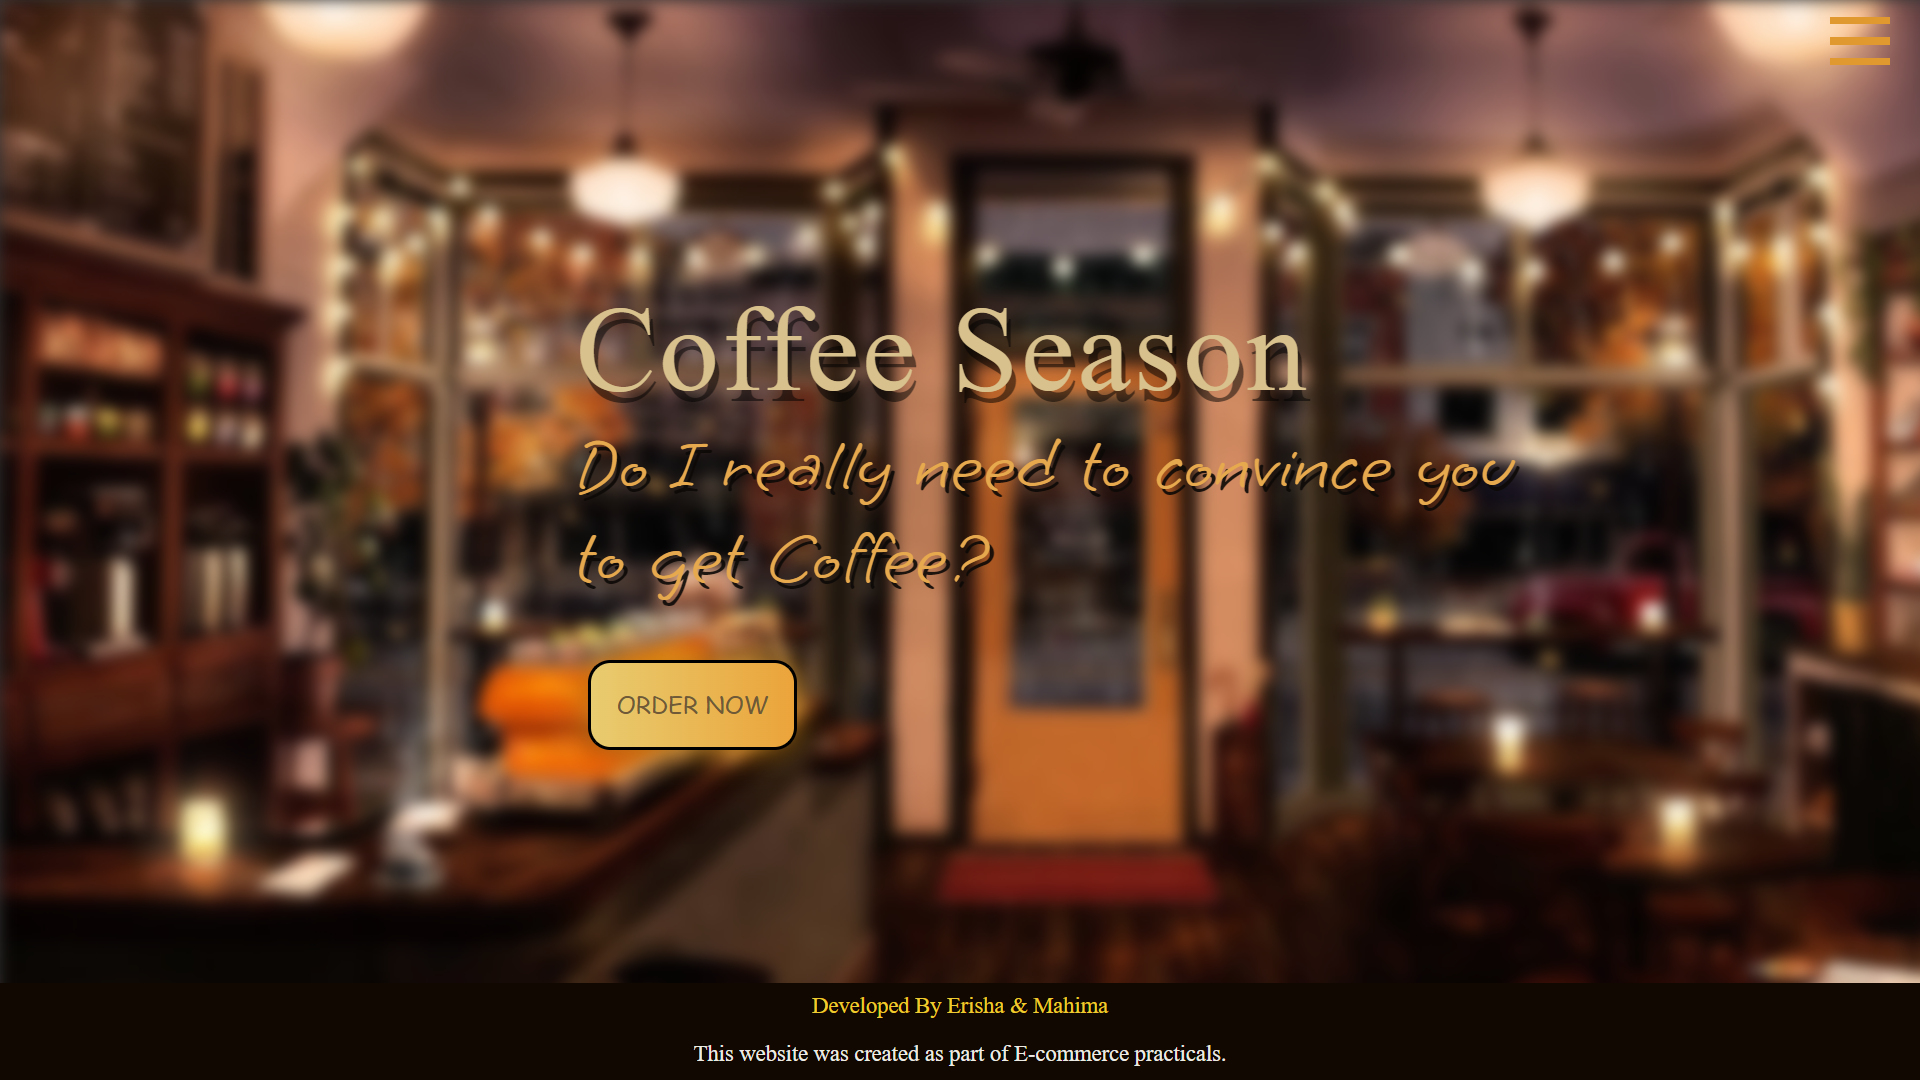 Coffee Season
Do I really need to convince you
to get Coffee?
ORDER NOW
Developed By Erisha & Mahima
This website was created as part of E-commerce practicals.